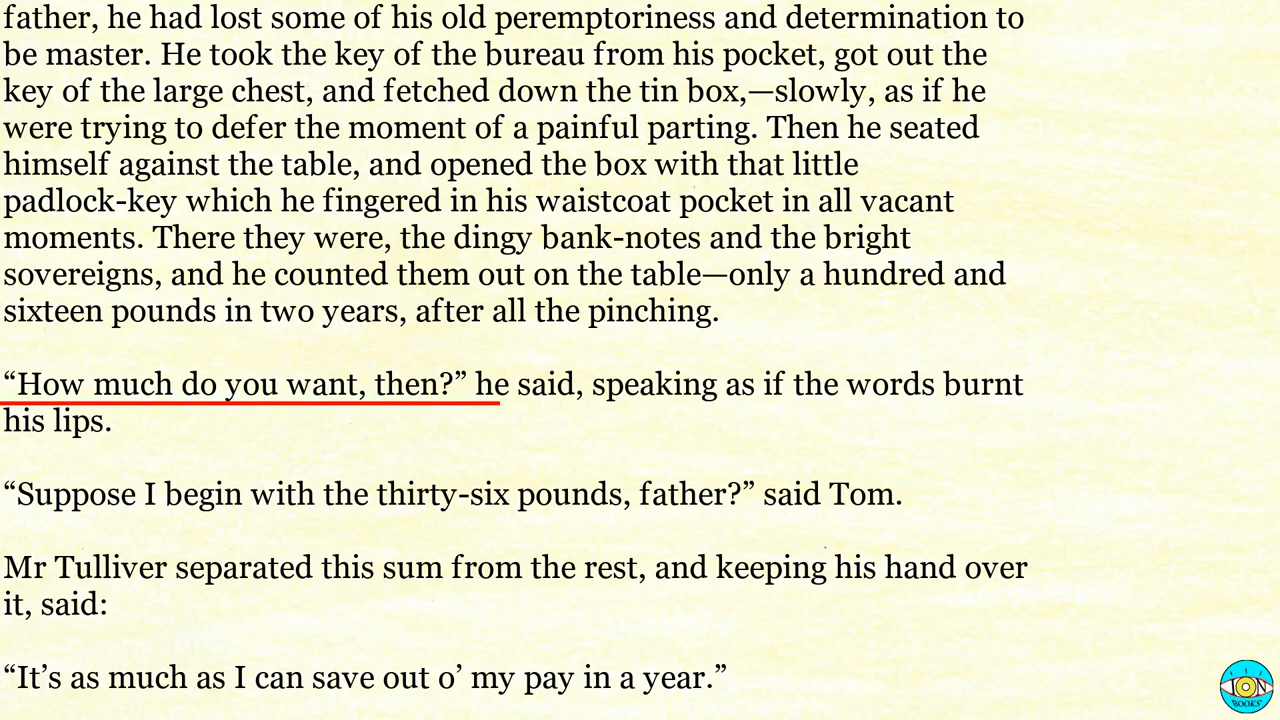 father, he had lost some of his old peremptoriness and determination to
be master. He took the key of the bureau from his pocket, got out the
key of the large chest, and fetched down the tin box,—slowly, as if he
were trying to defer the moment of a painful parting. Then he seated
himself against the table, and opened the box with that little
padlock-key which he fingered in his waistcoat pocket in all vacant
moments. There they were, the dingy bank-notes and the bright
sovereigns, and he counted them out on the table—only a hundred and
sixteen pounds in two years, after all the pinching.
“How much do you want, then?” he said, speaking as if the words burnt
his lips.
“Suppose I begin with the thirty-six pounds, father?” said Tom.
Mr Tulliver separated this sum from the rest, and keeping his hand over
it, said:
“It’s as much as I can save out o’ my pay in a year.”
ION
BOOKS